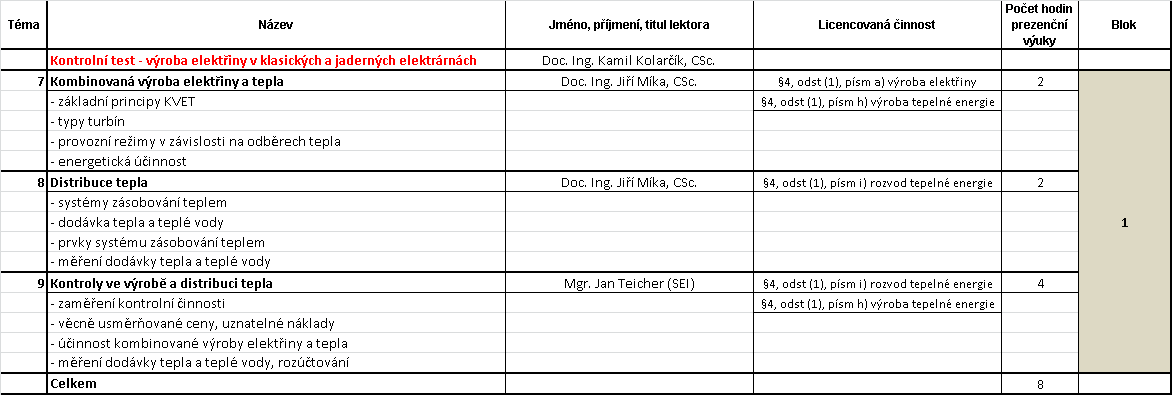 Téma Název Jméno, příjmení, titul lektora Licencovaná činnost Počet hodin prezenční výuky Blok
Kontrolní test - výroba elektřiny v klasických a jaderných elektrárnách Doc. Ing. Kamil Kolarčík, CSc.
7 Kombinovaná výroba elektřiny a tepla Doc. Ing. Jiří Míka, CSc. §4, odst (1), písm a) výroba elektřiny 2
- základní principy KVET §4, odst (1), písm h) výroba tepelné energie
- typy turbín
- provozní režimy v závislosti na odběrech tepla
- energetická účinnost
8 Distribuce tepla Doc. Ing. Jiří Míka, CSc. §4, odst (1), písm i) rozvod tepelné energie 2
- systémy zásobování teplem
- dodávka tepla a teplé vody 1
- prvky systému zásobování teplem
- měření dodávky tepla a teplé vody
9 Kontroly ve výrobě a distribuci tepla Mgr. Jan Teicher (SEI) §4, odst (1), písm i) rozvod tepelné energie 4
- zaměření kontrolní činnosti §4, odst (1), písm h) výroba tepelné energie
- věcně usměrňované ceny, uznatelné náklady
- účinnost kombinované výroby elektřiny a tepla
- měření dodávky tepla a teplé vody, rozúčtování
Celkem 8